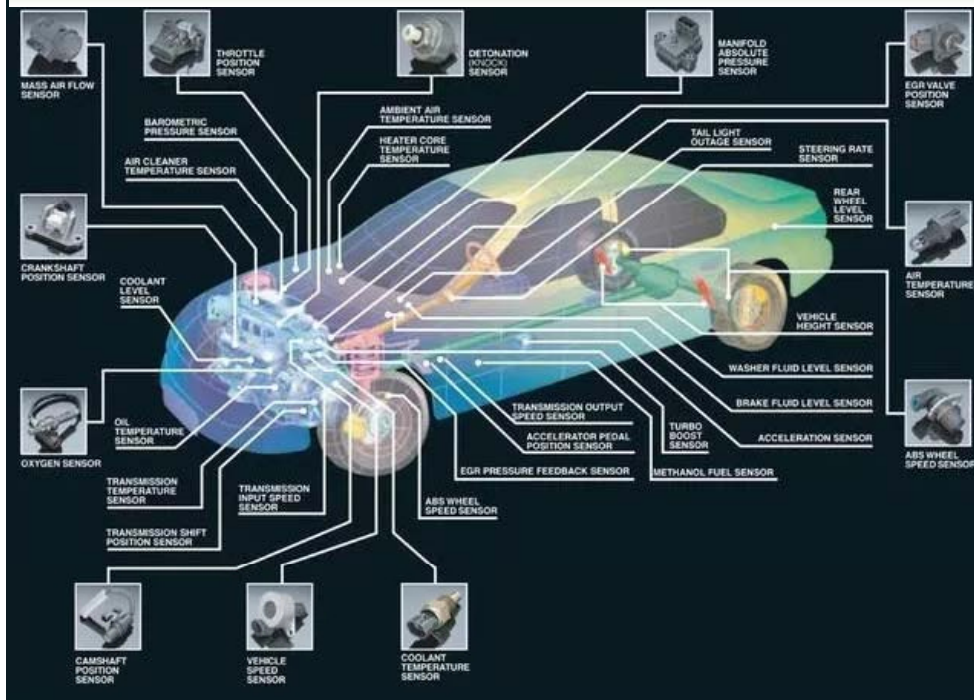 THROTTLE
POSITION
SENSOR
DETONATION
(KNOCK)
SENSOR
MANIFOLD
ABSOLUTE
PRESSURE
SENSOR
MASS AIR FLOW
SENSOR
EGR VALVE
POSITION
SENSOR
BAROMETRIC
PRESSURE SENSOR
AMBIENT AIR
TEMPERATURE SENSOR
TAIL LIGHT
OUTAGE SENSOR
HEATER CORE
TEMPERATURE
SENSOR
STEERING RATE
SENSOR
AIR CLEANER
TEMPERATURE SENSOR
REAR
WHEEL
LEVEL
SENSOR
CRANKSHAFT
POSITION SENSOR
AIR
TEMPERATURE
SENSOR
COOLANT
LEVEL
SENSOR
VEHICLE
HEIGHT SENSOR
WASHER FLUID LEVEL SENSOR
BRAKE FLUID LEVEL SENSOR
OIL
TEMPERATURE
SENSOR
TRANSMISSION OUTPUT
SPEED SENSOR
TURBO
BOOST
SENSOR
ACCELERATION SENSOR
ACCELERATOR PEDAL
POSITION SENSOR
OXYGEN SENSOR
ABS WHEEL
SPEED SENSOR
EGR PRESSURE FEEDBACK SENSOR
METHANOL FUEL SENSOR
TRANSMISSION
TEMPERATURE
SENSOR
TRANSMISSION
INPUT SPEED
SENSOR
ABS WHEEL
SPEED SENSOR
TRANSMISSION SHIFT
POSITION SENSOR
CAMSHAFT
POSITION
SENSOR
VEHICLE
SPEED
SENSOR
COOLANT
TEMPERATURE
SENSOR